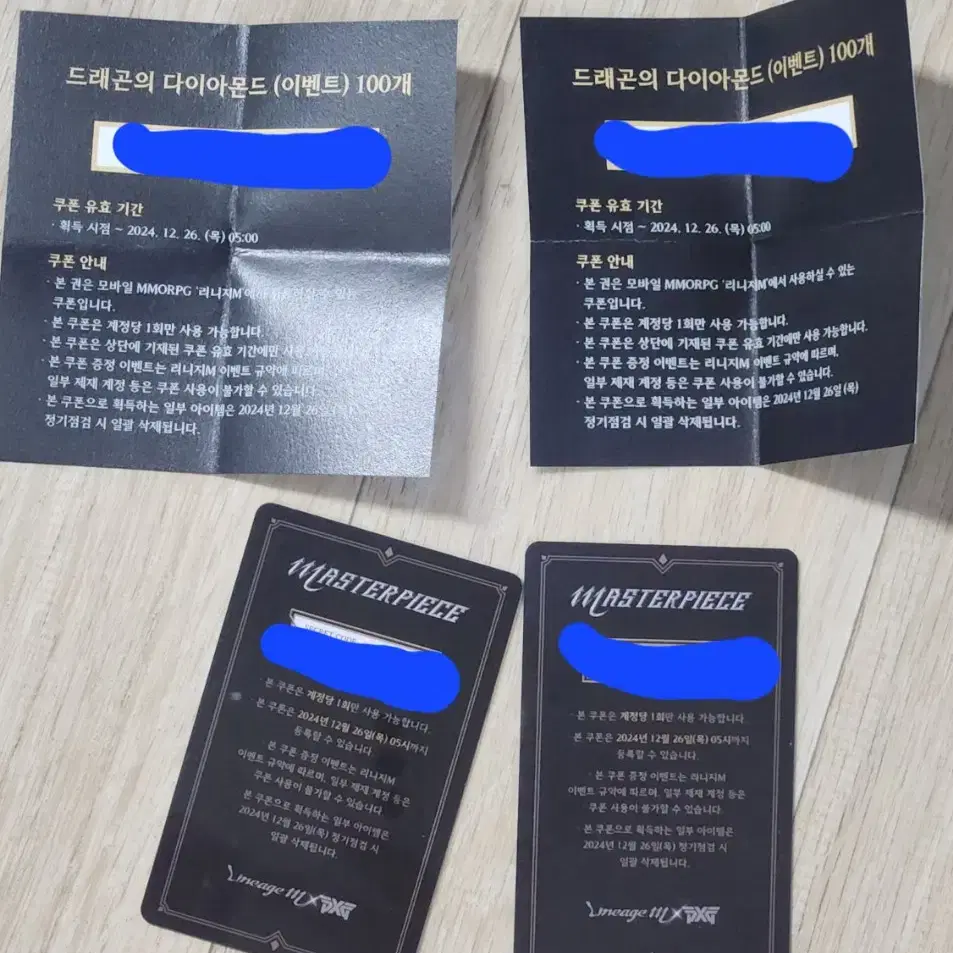 드래곤의 다이아몬드 (이벤트) 100개
쿠폰 유효 기간
· 획득 시점 ~ 2024. 12. 26. (목) 05:00
쿠폰 안내
· 본 권은 모바일 MMORPG '리니지M'에서 사용하실 수 있는
쿠폰입니다.
· 본 쿠폰은 계정당 1회만 사용 가능합니다.
· 본 쿠폰은 상단에 기재된 쿠폰 유효 기간에만 사용
· 본 쿠폰 증정 이벤트는 리니지M 이벤트 규약에 따르며,
일부 제재 계정 등은 쿠폰 사용이 불가할 수 있습니다.
· 본 쿠폰으로 획득하는 일부 아이템은 2024년 12월 26
정기점검 시 일괄 삭제됩니다.
드래곤의 다이아몬드 (이벤트) 100개
쿠폰 유효 기간
· 획득 시점 ~ 2024. 12. 26. (목) 05:00
쿠폰 안내
· 본 권은 모바일 MMORPG '리니지M'에서 사용하실 수 있는
쿠폰입니다.
· 본 쿠폰은 계정당 1회만 사용 가능합니다.
· 본 쿠폰은 상단에 기재된 쿠폰 유효 기간에만 사용 가능합니다.
· 본 쿠폰 증정 이벤트는 리니지M 이벤트 규약에 따르며,
일부 제재 계정 등은 쿠폰 사용이 불가할 수 있습니다.
· 본 쿠폰으로 획득하는 일부 아이템은 2024년 12월 26일(목)
정기점검 시 일괄 삭제됩니다.
MASTERPIECE
SECRET CODE
· 본 쿠폰은 계정당 1회만 사용 가능합니다.
· 본 쿠폰은 2024년 12월 26일(목) 05시까지
등록할 수 있습니다.
· 본 쿠폰 증정 이벤트는 리니지M
이벤트 규약에 따르며, 일부 제재 계정 등은
쿠폰 사용이 불가할 수 있습니다.
· 본 쿠폰으로 획득하는 일부 아이템은
2024년 12월 26일(목) 정기점검 시
일괄 삭제됩니다.
Lineage M X PXG
MASTERPIECE
· 본 쿠폰은 계정당 1회만 사용 가능합니다.
· 본 쿠폰은 2024년 12월 26일(목) 05시까지
등록할 수 있습니다.
· 본 쿠폰 증정 이벤트는 리니지M
이벤트 규약에 따르며, 일부 제재 계정 등은
쿠폰 사용이 불가할 수 있습니다.
· 본 쿠폰으로 획득하는 일부 아이템은
2024년 12월 26일(목) 정기점검 시
일괄 삭제됩니다.
Lineage M X PXG